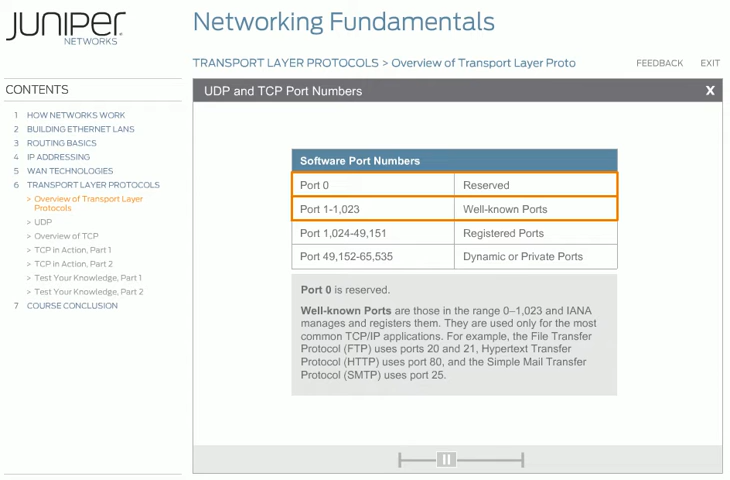 JUNIPER
NETWORKS
Networking Fundamentals
TRANSPORT LAYER PROTOCOLS > Overview of Transport Layer Proto
FEEDBACK
EXIT
CONTENTS
1 HOW NETWORKS WORK
2 BUILDING ETHERNET LANS
3 ROUTING BASICS
4 IP ADDRESSING
5 WAN TECHNOLOGIES
6 TRANSPORT LAYER PROTOCOLS
> Overview of Transport Layer
Protocols
> UDP
> Overview of TCP
> TCP in Action, Part 1
> TCP in Action, Part 2
> Test Your Knowledge, Part 1
> Test Your Knowledge, Part 2
7 COURSE CONCLUSION
UDP and TCP Port Numbers X
Software Port Numbers
Port 0 Reserved
Port 1-1,023 Well-known Ports
Port 1,024-49,151 Registered Ports
Port 49,152-65,535 Dynamic or Private Ports
Port 0 is reserved.
Well-known Ports are those in the range 0–1,023 and IANA
manages and registers them. They are used only for the most
common TCP/IP applications. For example, the File Transfer
Protocol (FTP) uses ports 20 and 21, Hypertext Transfer
Protocol (HTTP) uses port 80, and the Simple Mail Transfer
Protocol (SMTP) uses port 25.